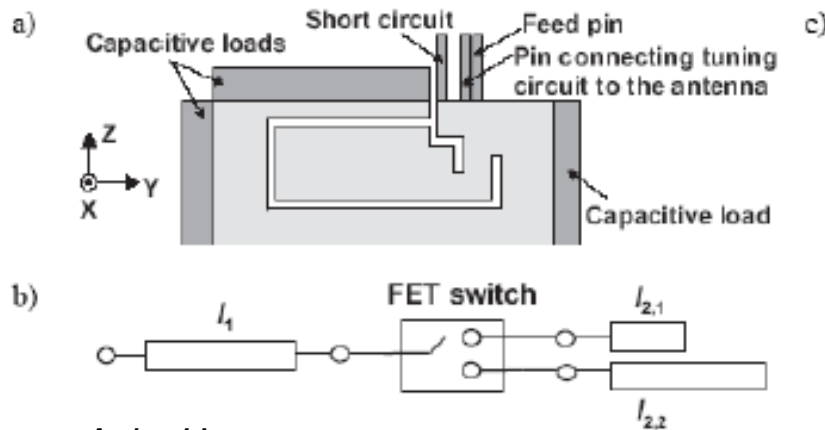 a)
Capacitive loads
Short circuit
Feed pin
Pin connecting tuning
circuit to the antenna
c)
Z
Y
X
Capacitive load
b)
l1
FET switch
l2,1
l2,2